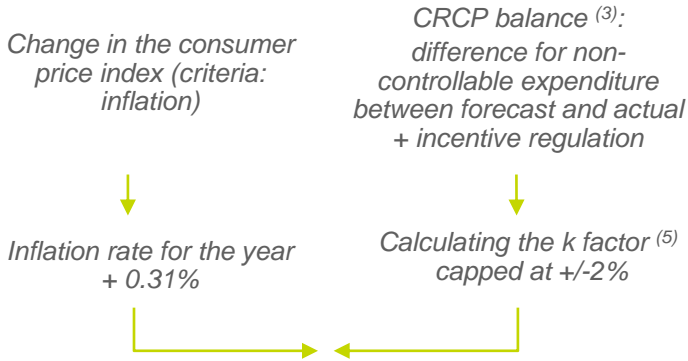 Change in the consumer
price index (criteria:
inflation)
CRCP balance (3):
difference for non-
controllable expenditure
between forecast and actual
+ incentive regulation
Inflation rate for the year
+ 0.31%
Calculating the k factor (5)
capped at +/-2%